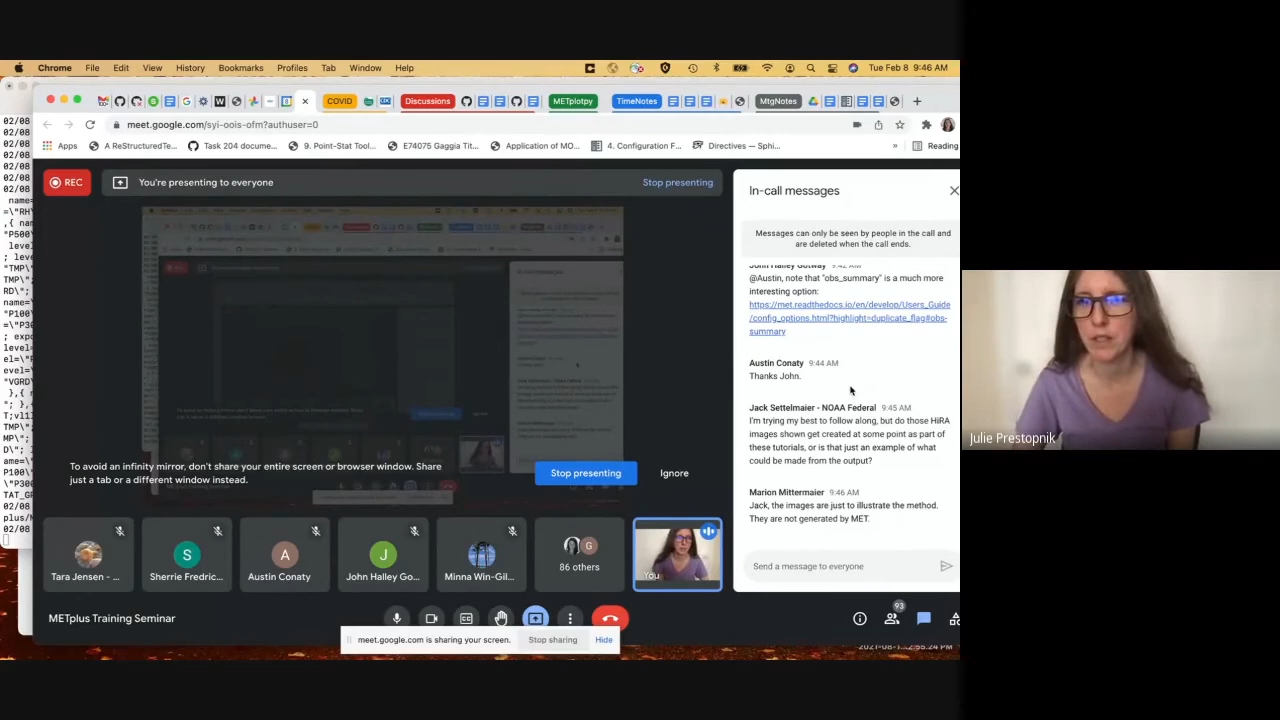 Chrome File Edit View History Bookmarks Profiles Tab Window Help Tue Feb 8 9:46 AM
COVID Discussions METplotpy TimeNotes MtgNotes
meet.google.com/syi-oois-ofm?authuser=0
Apps A ReStructuredTe... Task 204 docume... 9. Point-Stat Tool... E74075 Gaggia Tit... Application of MO... 4. Configuration F... Directives — Sphi... » Reading
REC You're presenting to everyone Stop presenting
To avoid an infinity mirror, don't share your entire screen or browser window. Share
just a tab or a different window instead.
Stop presenting Ignore
Tara Jensen - ... Sherrie Fredric... Austin Conaty John Halley Go... Minna Win-Gil... 86 others You
METplus Training Seminar
meet.google.com is sharing your screen. Stop sharing Hide
In-call messages
Messages can only be seen by people in the call and
are deleted when the call ends.
John Halley Gotway 9:42 AM
@Austin, note that "obs_summary" is a much more
interesting option:
https://met.readthedocs.io/en/develop/Users_Guide
/config_options.html?highlight=duplicate_flag#obs-
summary
Austin Conaty 9:44 AM
Thanks John.
Jack Settelmaier - NOAA Federal 9:45 AM
I'm trying my best to follow along, but do those HiRA
images shown get created at some point as part of
these tutorials, or is that just an example of what
could be made from the output?
Marion Mittermaier 9:46 AM
Jack, the images are just to illustrate the method.
They are not generated by MET.
Send a message to everyone
93
Julie Prestopnik